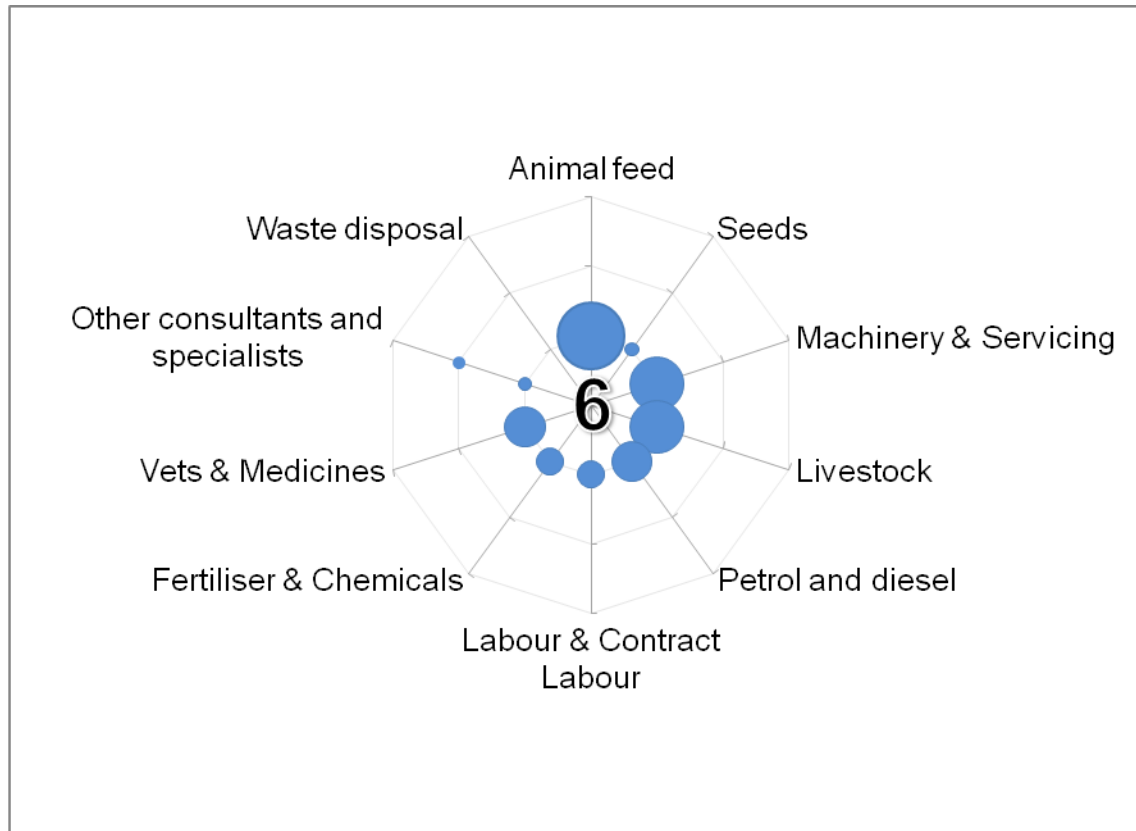 Animal feed
Waste disposal
Seeds
Other consultants and
specialists
Machinery & Servicing
6
Vets & Medicines
Livestock
Fertiliser & Chemicals
Petrol and diesel
Labour & Contract
Labour